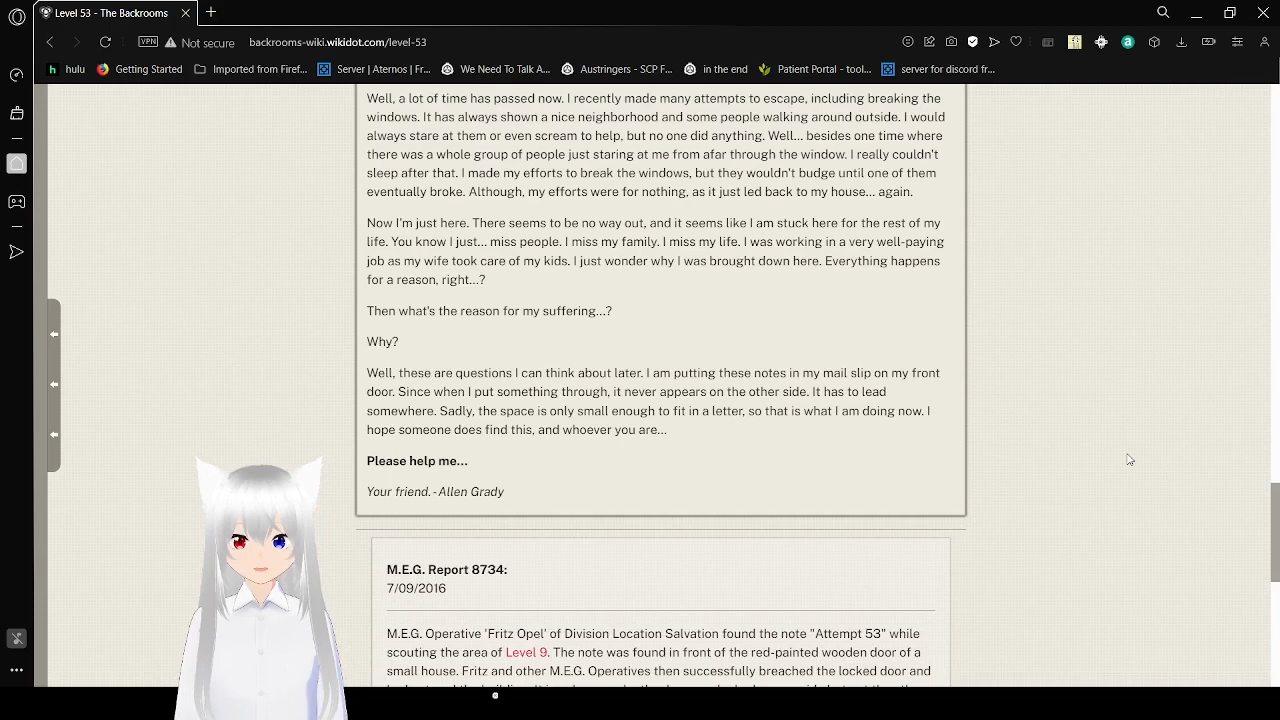 Level 53 - The Backrooms
VPN
Not secure
backrooms-wiki.wikidot.com/level-53
hulu
Getting Started
Imported from Firef...
Server | Aternos | Fr...
We Need To Talk A...
Austringers - SCP F...
in the end
Patient Portal - tool...
server for discord fr...
Well, a lot of time has passed now. I recently made many attempts to escape, including breaking the
windows. It has always shown a nice neighborhood and some people walking around outside. I would
always stare at them or even scream to help, but no one did anything. Well... besides one time where
there was a whole group of people just staring at me from afar through the window. I really couldn't
sleep after that. I made my efforts to break the windows, but they wouldn't budge until one of them
eventually broke. Although, my efforts were for nothing, as it just led back to my house... again.
Now I'm just here. There seems to be no way out, and it seems like I am stuck here for the rest of my
life. You know I just... miss people. I miss my family. I miss my life. I was working in a very well-paying
job as my wife took care of my kids. I just wonder why I was brought down here. Everything happens
for a reason, right...?
Then what's the reason for my suffering...?
Why?
Well, these are questions I can think about later. I am putting these notes in my mail slip on my front
door. Since when I put something through, it never appears on the other side. It has to lead
somewhere. Sadly, the space is only small enough to fit in a letter, so that is what I am doing now. I
hope someone does find this, and whoever you are...
Please help me...
Your friend. - Allen Grady
M.E.G. Report 8734:
7/09/2016
M.E.G. Operative 'Fritz Opel' of Division Location Salvation found the note "Attempt 53" while
scouting the area of Level 9. The note was found in front of the red-painted wooden door of a
small house. Fritz and other M.E.G. Operatives then successfully breached the locked door and